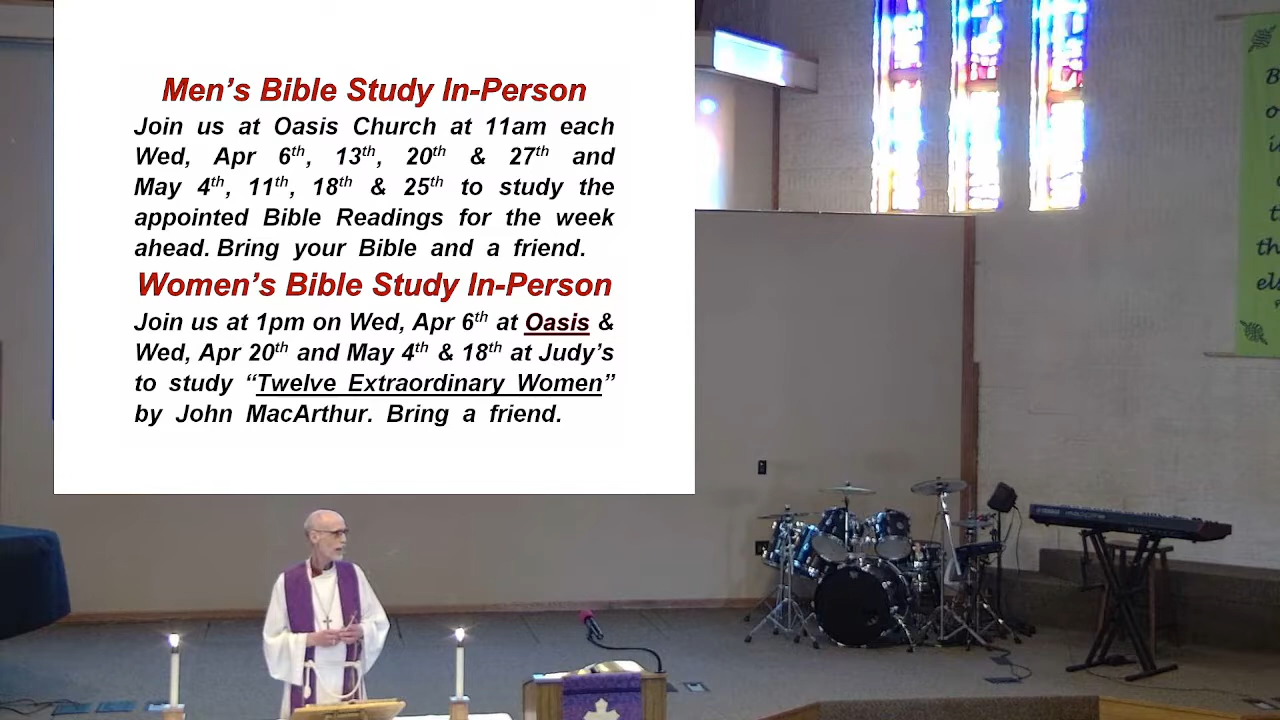 Men’s Bible Study In-Person
Join us at Oasis Church at 11am each
Wed, Apr 6th, 13th, 20th & 27th and
May 4th, 11th, 18th & 25th to study the
appointed Bible Readings for the week
ahead. Bring your Bible and a friend.
Women’s Bible Study In-Person
Join us at 1pm on Wed, Apr 6th at Oasis &
Wed, Apr 20th and May 4th & 18th at Judy’s
to study “Twelve Extraordinary Women”
by John MacArthur. Bring a friend.